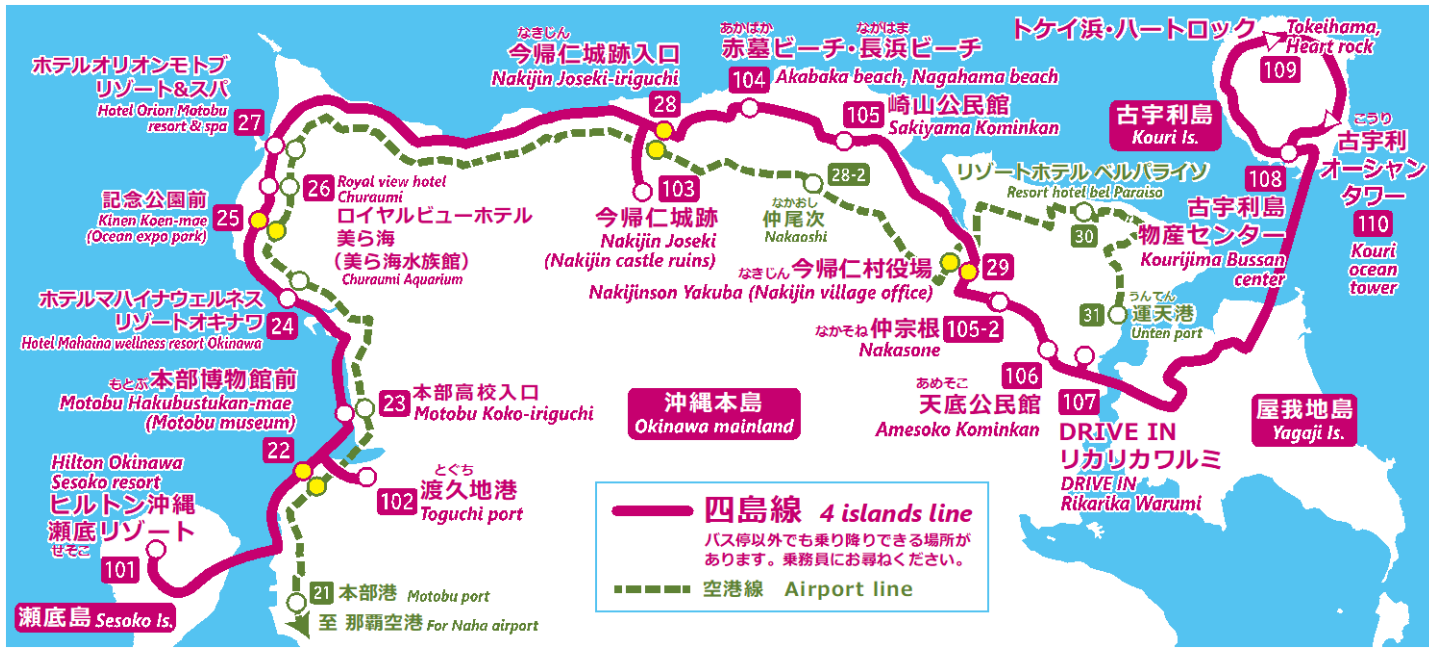 ホテルオリオンモトブ
リゾート&スパ
Hotel Orion Motobu
resort & spa
27
なきじん
今帰仁城跡入口
Nakijin Joseki-iriguchi
28
あかばか ながはま
赤墓ビーチ・長浜ビーチ
104
Akabaka beach, Nagahama beach
105
崎山公民館
Sakiyama Kominkan
トケイ浜・ハートロック
Tokeihama,
Heart rock
109
古宇利島
Kouri Is.
こうり
古宇利
オーシャン
タワー
110
Kouri
ocean
tower
108
古宇利島
物産センター
Kourijima Bussan
center
リゾートホテル ベルパライソ
Resort hotel bel Paraiso
30
31
うんてん
運天港
Unten port
26
Royal view hotel
Churaumi
ロイヤルビューホテル
美ら海
(美ら海水族館)
Churaumi Aquarium
記念公園前
25
Kinen Koen-mae
(Ocean expo park)
103
今帰仁城跡
Nakijin Joseki
(Nakijin castle ruins)
28-2
なかおし
仲尾次
Nakaoshi
なきじん
今帰仁村役場
29
Nakijinson Yakuba (Nakijin village office)
ホテルマハイナウェルネス
リゾートオキナワ
24
Hotel Mahaina wellness resort Okinawa
なかそね
仲宗根
105-2
Nakasone
106
あめそこ
天底公民館
Amesoko Kominkan
107
DRIVE IN
リカリカワルミ
DRIVE IN
Rikarika Warumi
屋我地島
Yagaji Is.
もとぶ
本部博物館前
Motobu Hakubustukan-mae
(Motobu museum)
22
23
本部高校入口
Motobu Koko-iriguchi
沖縄本島
Okinawa mainland
Hilton Okinawa
Sesoko resort
ヒルトン沖縄
瀬底リゾート
せそこ
101
102
とぐち
渡久地港
Toguchi port
瀬底島 Sesoko Is.
21
本部港 Motobu port
至 那覇空港 For Naha airport
四島線 4 islands line
バス停以外でも乗り降りできる場所が
あります。乗務員にお尋ねください。
空港線 Airport line